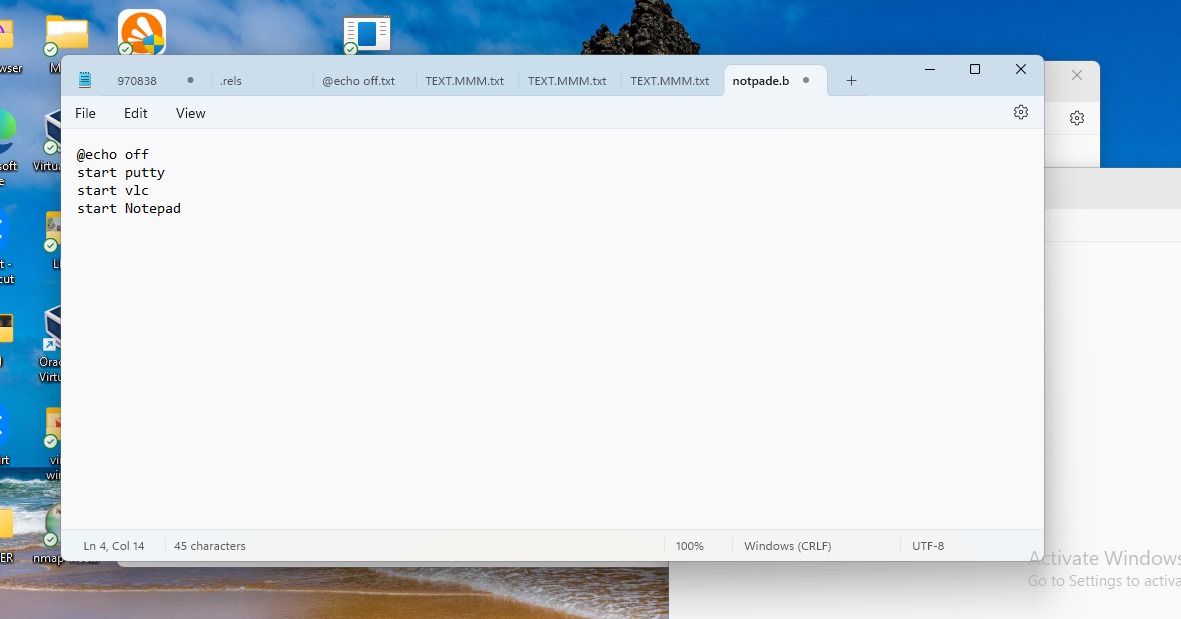 970838
.rels
@echo off.txt
TEXT.MMM.txt
TEXT.MMM.txt
TEXT.MMM.txt
notpade.b
File
Edit
View
@echo off
start putty
start vlc
start Notepad
Ln 4, Col 14
45 characters
100%
Windows (CRLF)
UTF-8
Activate Windows
Go to Settings to activa
wser
M
soft
e
Virtua
t -
cut
LI
Orac
Virtu
rt
vi
win
ER
nmap